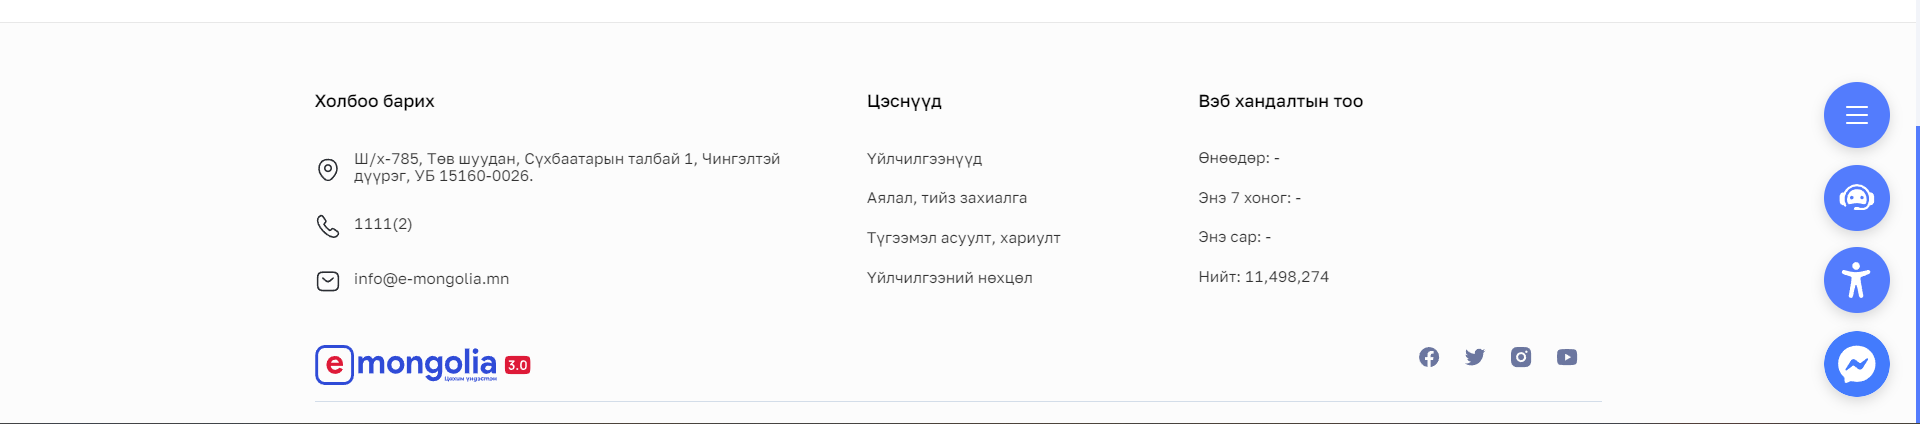 Холбоо барих
Ш/х-785, Төв шуудан, Сүхбаатарын талбай 1, Чингэлтэй
дүүрэг, УБ 15160-0026.
1111(2)
info@e-mongolia.mn
Цэснүүд
Үйлчилгээнүүд
Аялал, тийз захиалга
Түгээмэл асуулт, хариулт
Үйлчилгээний нөхцөл
Вэб хандалтын тоо
Өнөөдөр: -
Энэ 7 хоног: -
Энэ сар: -
Нийт: 11,498,274
e mongolia 3.0
Цахим үндэстэн